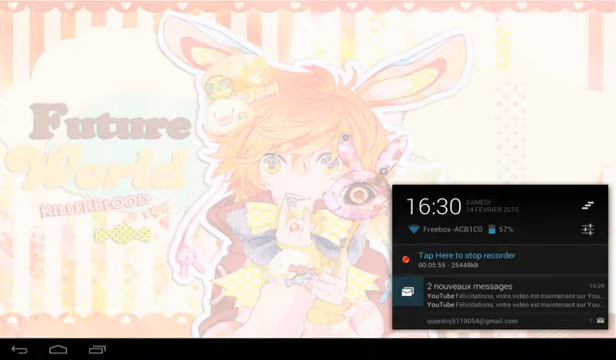 Future
World
KILLERBLOOD
16:30
SAMEDI
14 FÉVRIER 2015
Freebox-ACB1C0 57%
Tap Here to stop recorder
00:05:55 - 25448kB
2 nouveaux messages 16:29
YouTube Félicitations, votre vidéo est maintenant sur You...
YouTube Félicitations, votre vidéo est maintenant sur You...
quentinj5110054@gmail.com